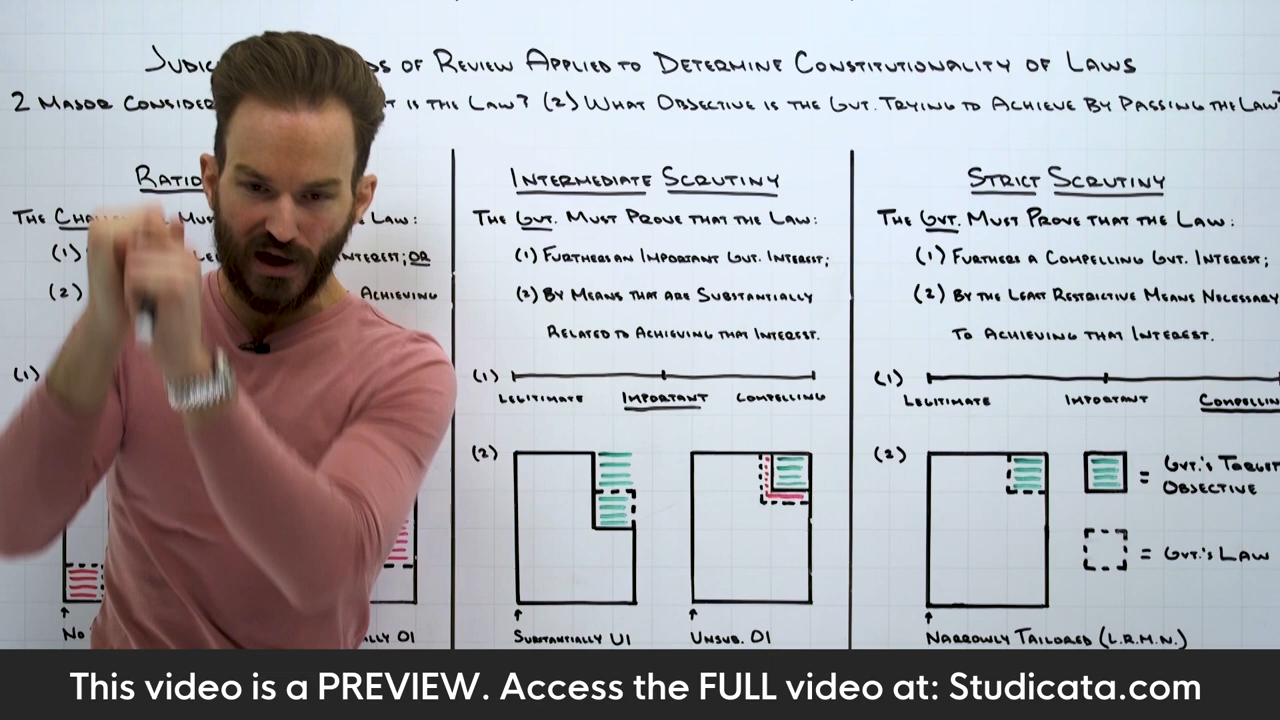 JUDIC DS OF REVIEW APPLIED TO DETERMINE CONSTITUTIONALITY OF LAWS
2 MAJOR CONSIDER T IS THE LAW? (2) WHAT OBJECTIVE IS THE GVT. TRYING TO ACHIEVE BY PASSING THE LAW?
RATIO
THE CHAL MUS LAW:
(1) LE INTEREST; OR
(2) ACHIEVING
(1)
NO LLY OI
INTERMEDIATE SCRUTINY
THE GVT. MUST PROVE THAT THE LAW:
(1) FURTHERS AN IMPORTANT GVT. INTEREST;
(2) BY MEANS THAT ARE SUBSTANTIALLY
RELATED TO ACHIEVING THAT INTEREST.
(1)
LEGITIMATE IMPORTANT COMPELLING
(2)
SUBSTANTIALLY UI UNSUB. OI
STRICT SCRUTINY
THE GVT. MUST PROVE THAT THE LAW:
(1) FURTHERS A COMPELLING GVT. INTEREST;
(2) BY THE LEAST RESTRICTIVE MEANS NECESSARY
TO ACHIEVING THAT INTEREST.
(1)
LEGITIMATE IMPORTANT COMPELLIN
(2)
= GVT.'S TARGET
OBJECTIVE
= GVT.'S LAW
NARROWLY TAILORED (L.R.M.N.)
This video is a PREVIEW. Access the FULL video at: Studicata.com